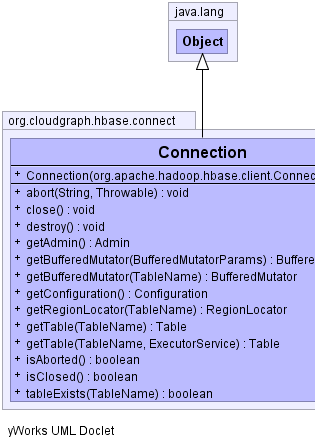 java.lang
Object
org.cloudgraph.hbase.connect
Connection
+ Connection(org.apache.hadoop.hbase.client.Connec
+ abort(String, Throwable) : void
+ close() : void
+ destroy() : void
+ getAdmin() : Admin
+ getBufferedMutator(BufferedMutatorParams) : Buffere
+ getBufferedMutator(TableName) : BufferedMutator
+ getConfiguration() : Configuration
+ getRegionLocator(TableName) : RegionLocator
+ getTable(TableName) : Table
+ getTable(TableName, ExecutorService) : Table
+ isAborted() : boolean
+ isClosed() : boolean
+ tableExists(TableName) : boolean
yWorks UML Doclet